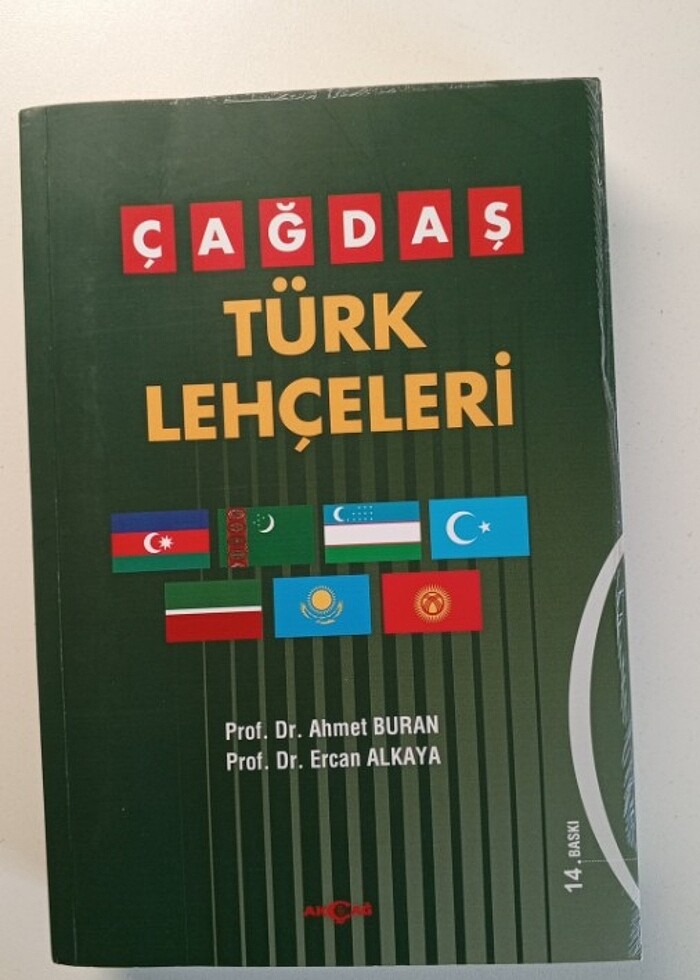 ÇAĞDAŞ
TÜRK
LEHÇELERİ
Prof. Dr. Ahmet BURAN
Prof. Dr. Ercan ALKAYA
14. BASKI
AKÇAĞ